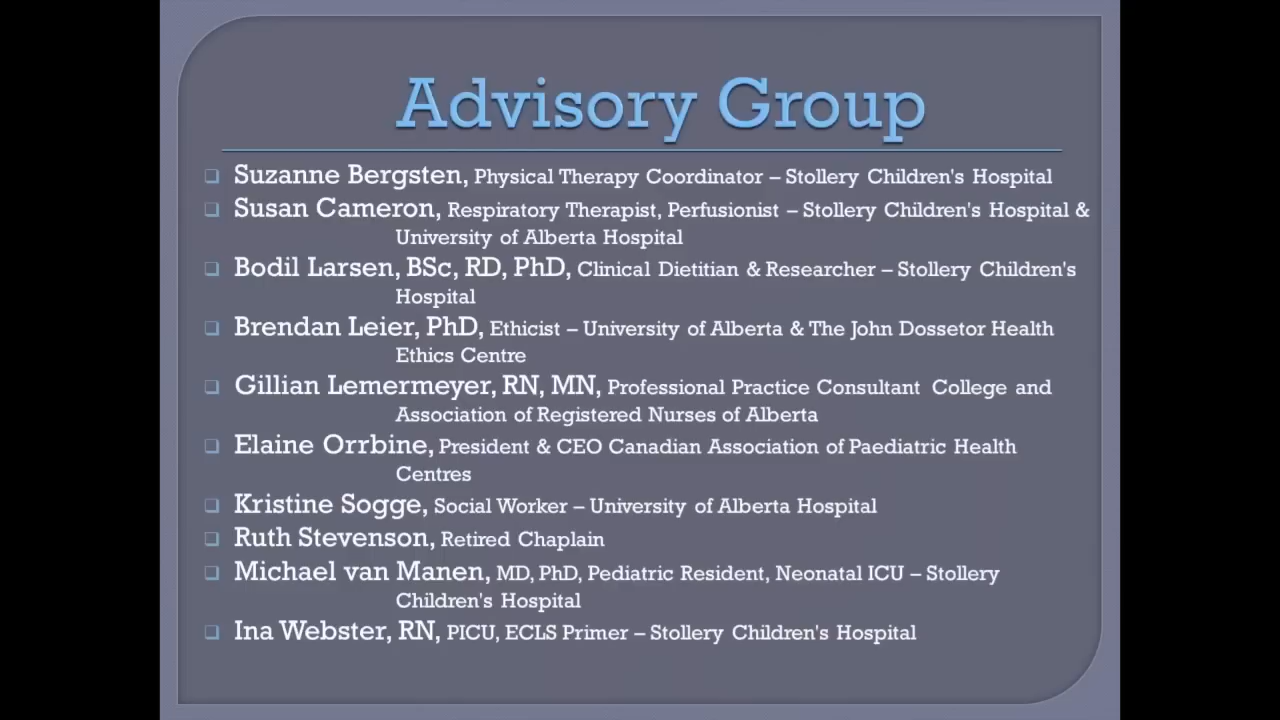 Advisory Group
Suzanne Bergsten, Physical Therapy Coordinator – Stollery Children's Hospital
Susan Cameron, Respiratory Therapist, Perfusionist – Stollery Children's Hospital &
University of Alberta Hospital
Bodil Larsen, BSc, RD, PhD, Clinical Dietitian & Researcher – Stollery Children's
Hospital
Brendan Leier, PhD, Ethicist – University of Alberta & The John Dossetor Health
Ethics Centre
Gillian Lemermeyer, RN, MN, Professional Practice Consultant College and
Association of Registered Nurses of Alberta
Elaine Orrbine, President & CEO Canadian Association of Paediatric Health
Centres
Kristine Sogge, Social Worker – University of Alberta Hospital
Ruth Stevenson, Retired Chaplain
Michael van Manen, MD, PhD, Pediatric Resident, Neonatal ICU – Stollery
Children's Hospital
Ina Webster, RN, PICU, ECLS Primer – Stollery Children's Hospital